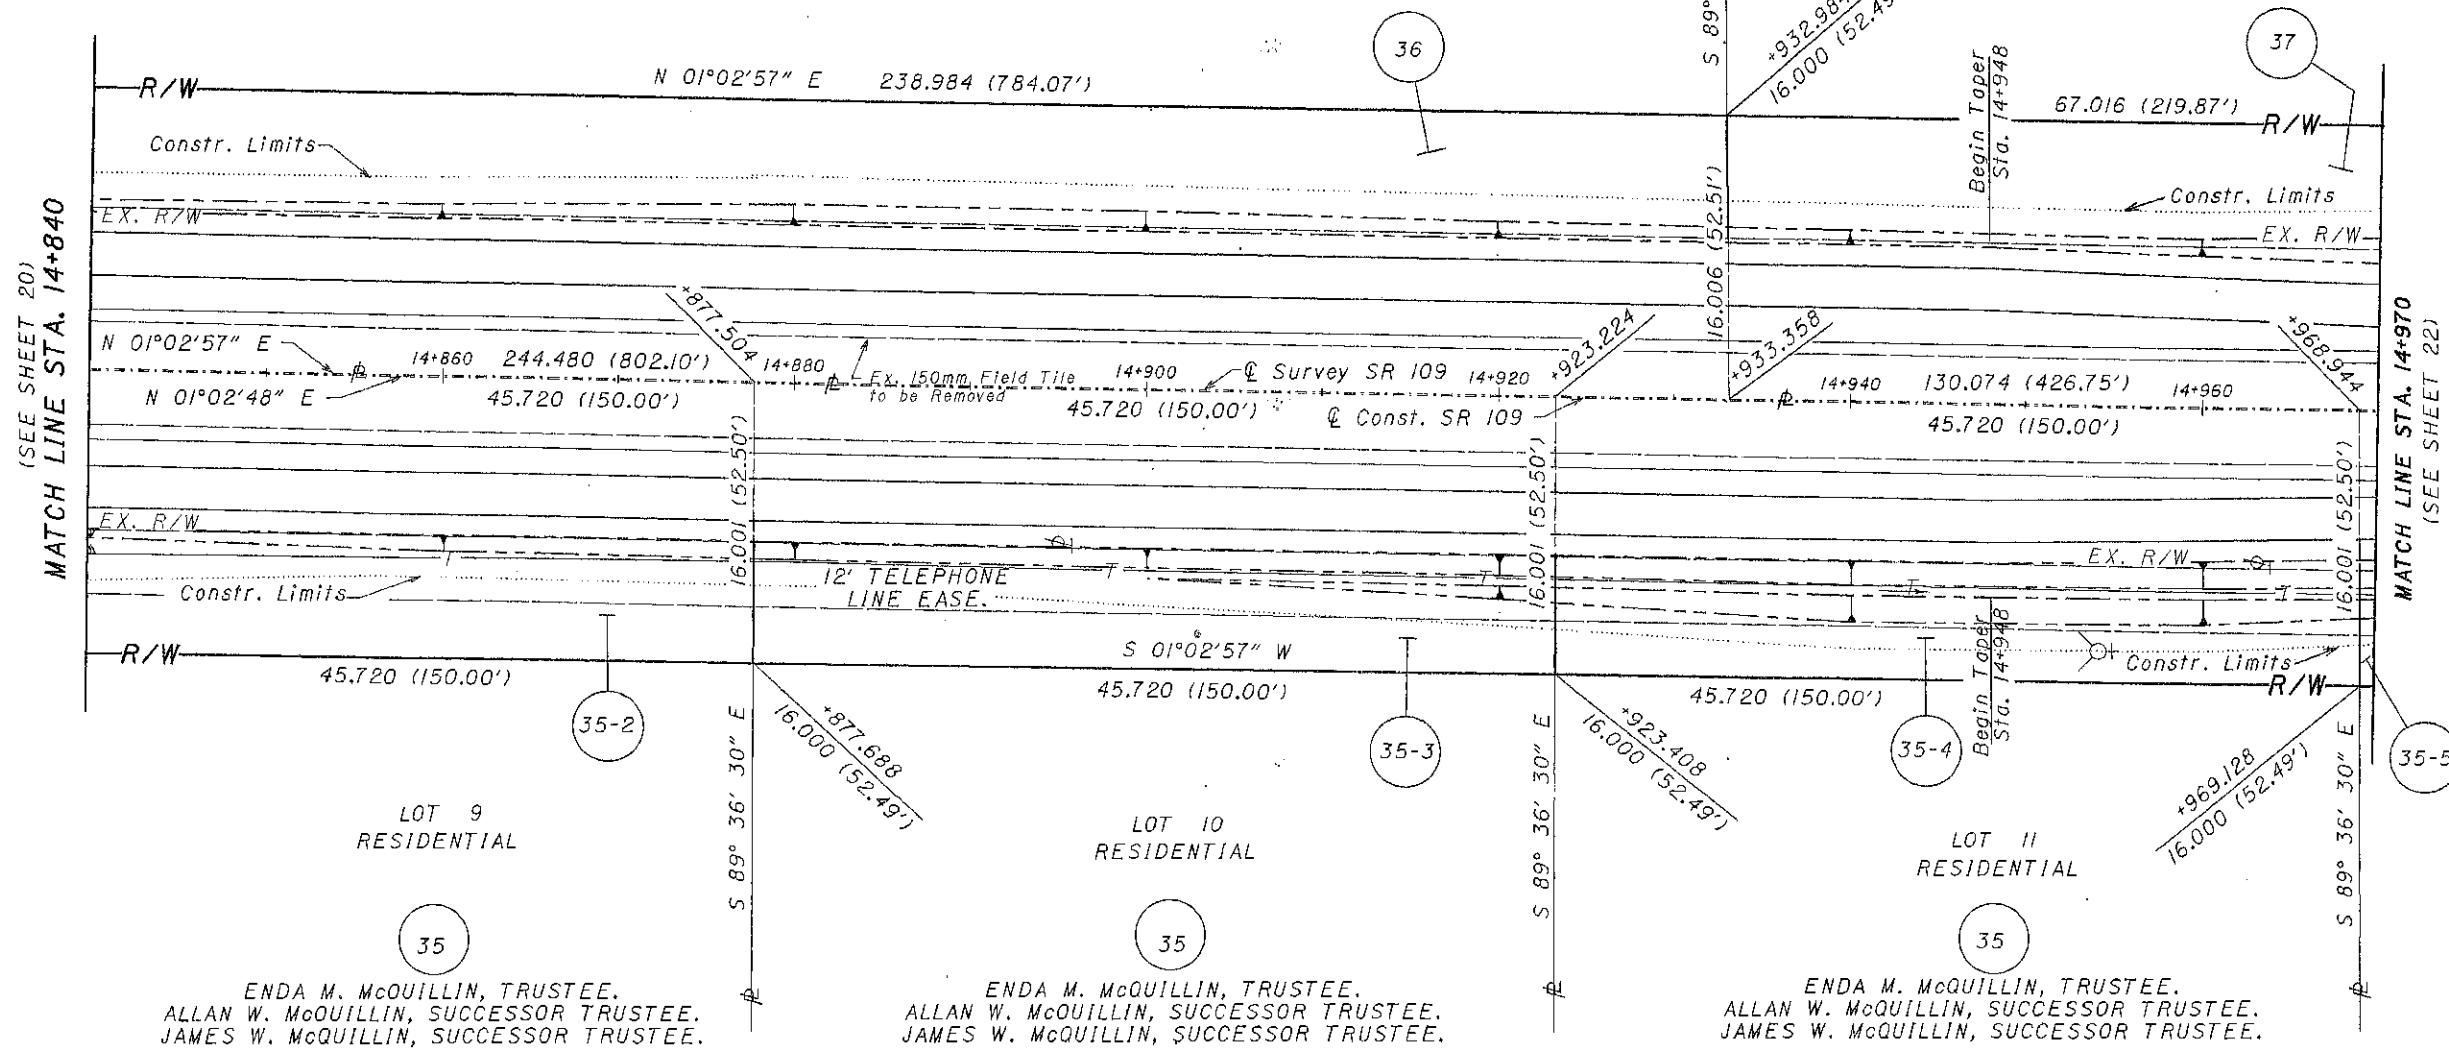 36
37
S 89°
+932.984
16.000 (52.49')
R/W
N 01°02'57" E 238.984 (784.07')
Begin Taper
Sta. 14+948
67.016 (219.87')
R/W
Constr. Limits
Constr. Limits
EX. R/W
EX. R/W
(SEE SHEET 20)
MATCH LINE STA. 14+840
MATCH LINE STA. 14+970
(SEE SHEET 22)
16.006 (52.51')
+877.504
+923.224
+933.358
+968.944
N 01°02'57" E
14+860 244.480 (802.10') 14+880
Ex. 150mm Field Tile
to be Removed
14+900
℄ Survey SR 109
14+920
14+940 130.074 (426.75') 14+960
N 01°02'48" E
45.720 (150.00')
45.720 (150.00')
℄ Const. SR 109
45.720 (150.00')
16.001 (52.50')
16.001 (52.50')
16.001 (52.50')
EX. R/W
EX. R/W
T
T
T
T
T
12' TELEPHONE
LINE EASE.
Constr. Limits
Constr. Limits
R/W
S 01°02'57" W
R/W
45.720 (150.00')
45.720 (150.00')
45.720 (150.00')
Begin Taper
Sta. 14+948
35-2
35-3
35-4
35-5
+877.688
16.000 (52.49')
+923.408
16.000 (52.49')
+969.128
16.000 (52.49')
S 89° 36' 30" E
S 89° 36' 30" E
S 89° 36' 30" E
LOT 9
RESIDENTIAL
LOT 10
RESIDENTIAL
LOT 11
RESIDENTIAL
35
35
35
ENDA M. McQUILLIN, TRUSTEE.
ALLAN W. McQUILLIN, SUCCESSOR TRUSTEE.
JAMES W. McQUILLIN, SUCCESSOR TRUSTEE.
ENDA M. McQUILLIN, TRUSTEE.
ALLAN W. McQUILLIN, SUCCESSOR TRUSTEE.
JAMES W. McQUILLIN, SUCCESSOR TRUSTEE.
ENDA M. McQUILLIN, TRUSTEE.
ALLAN W. McQUILLIN, SUCCESSOR TRUSTEE.
JAMES W. McQUILLIN, SUCCESSOR TRUSTEE.